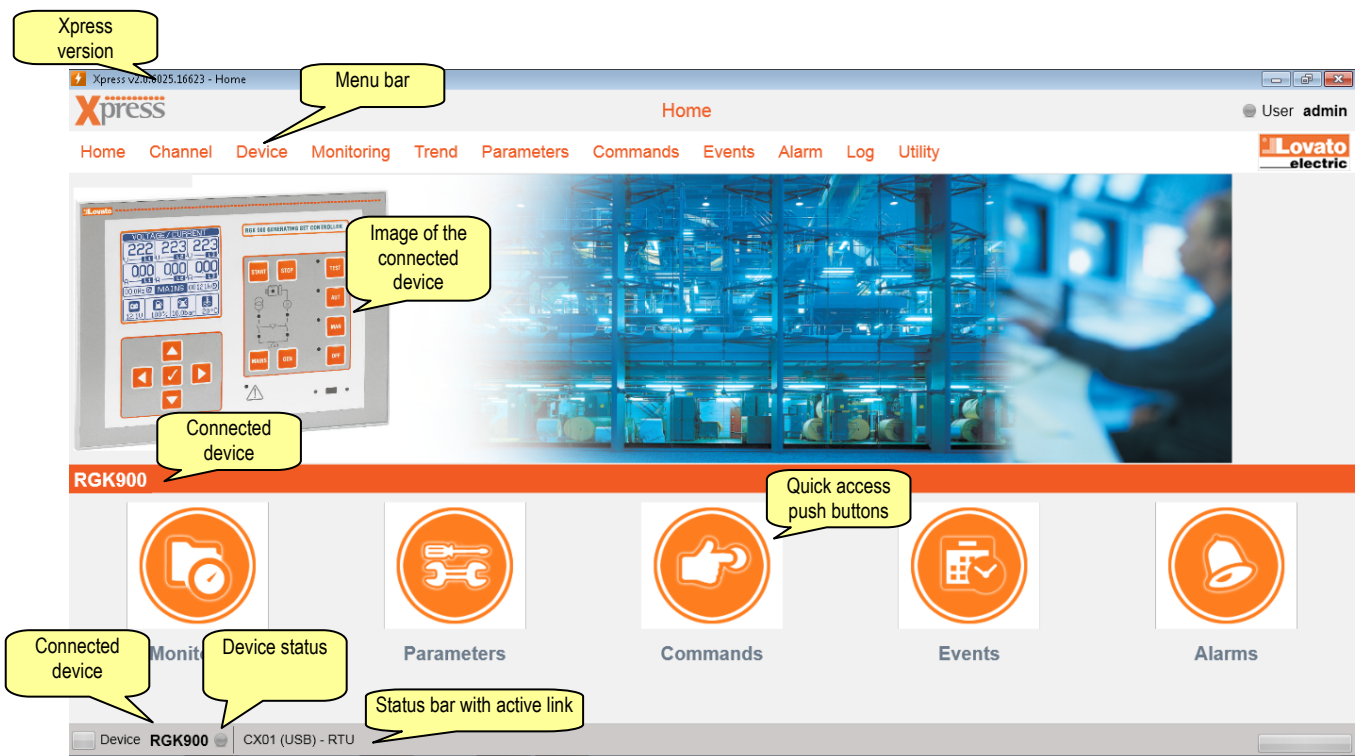 Xpress
version
Xpress v2.0.6025.16623 - Home
Menu bar
Xpress
Home
User admin
Home Channel Device Monitoring Trend Parameters Commands Events Alarm Log Utility
Lovato
electric
Lovato
VOLTAGE / CURRENT
222 223 223
000 000 000
MAINS
12.1V 100%
RGK 900 GENERATING SET CONTROLLER
START STOP TEST
AUT
MAN
MAINS GEN OFF
Image of the
connected
device
Connected
device
RGK900
Quick access
push buttons
Parameters Commands Events Alarms
Connected
device
Device status
Status bar with active link
Device RGK900 CX01 (USB) - RTU